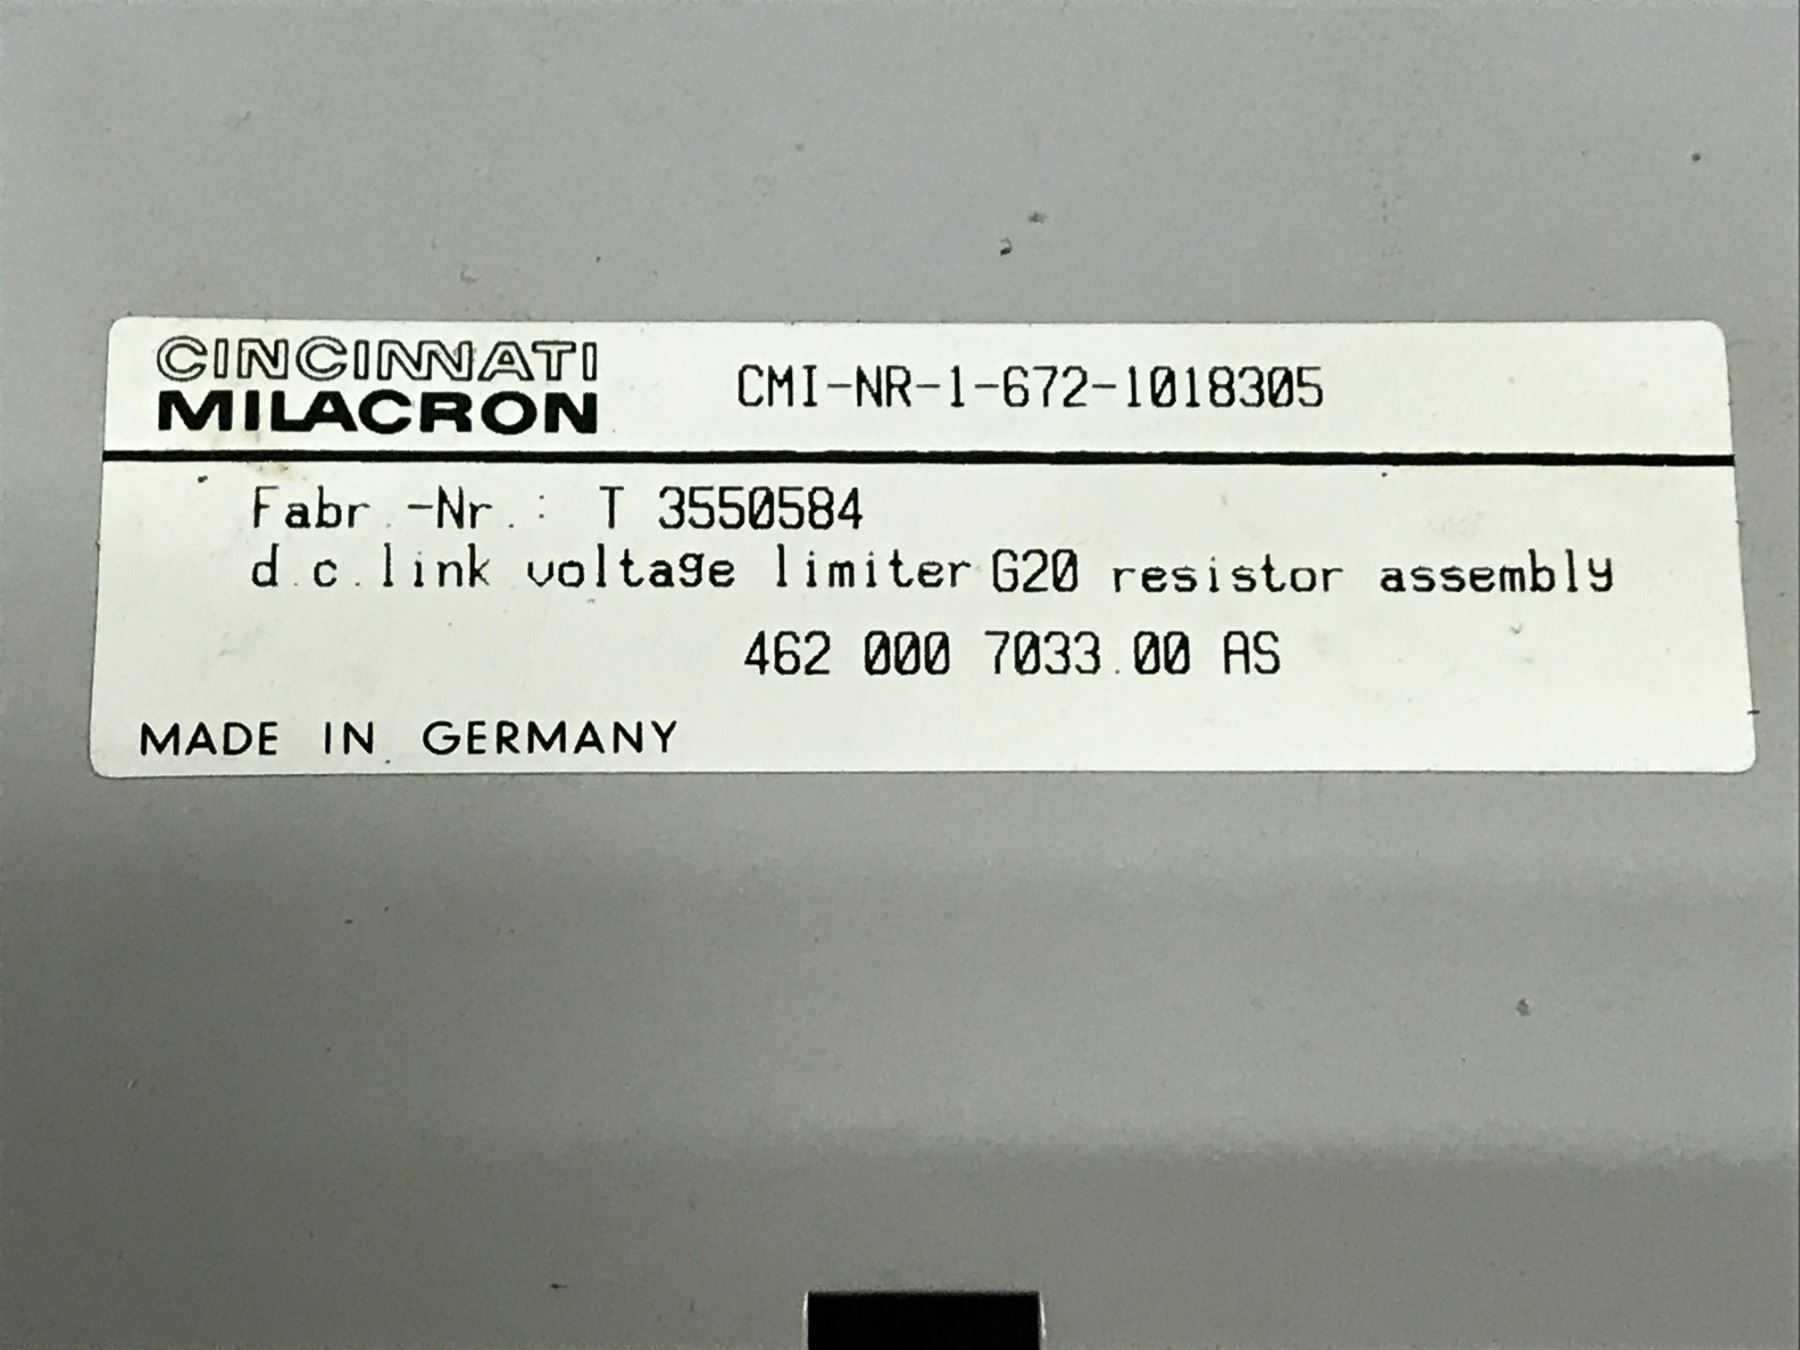 CINCINNATI
MILACRON
CMI-NR-1-672-1018305
Fabr.-Nr.: T 3550584
d.c.link voltage limiter G20 resistor assembly
462 000 7033.00 AS
MADE IN GERMANY